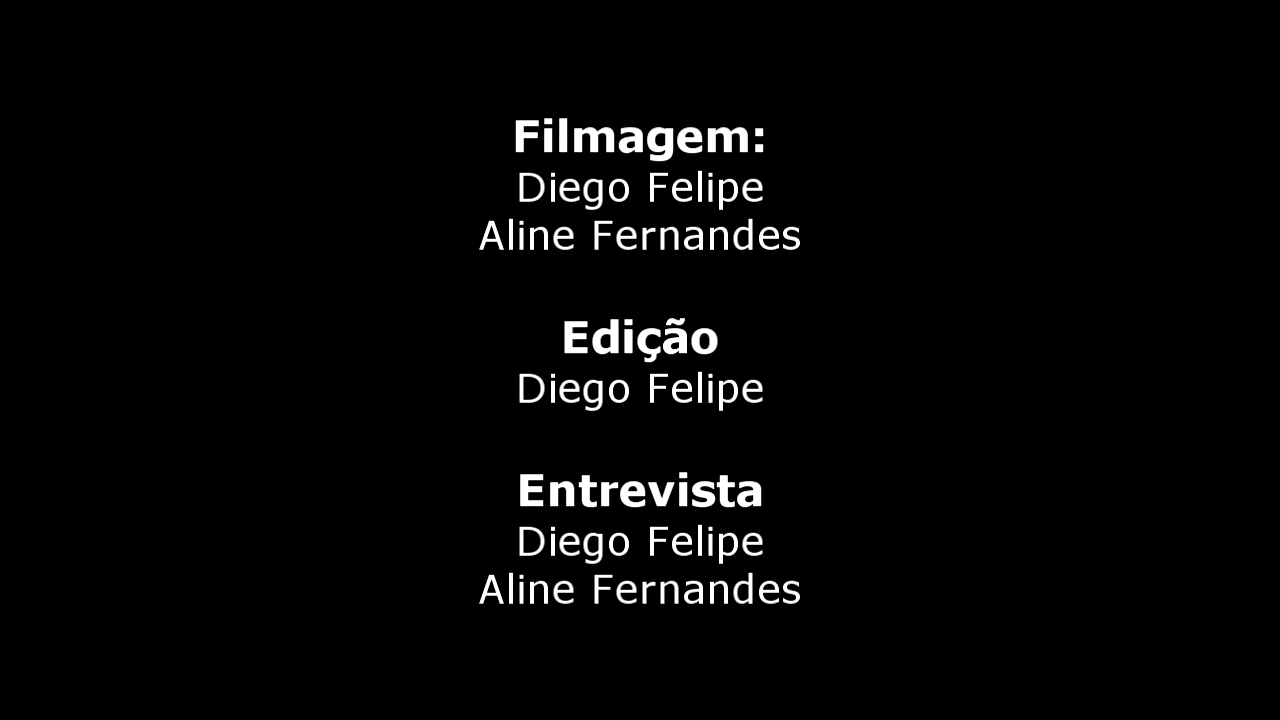 Filmagem:
Diego Felipe
Aline Fernandes
Edição
Diego Felipe
Entrevista
Diego Felipe
Aline Fernandes